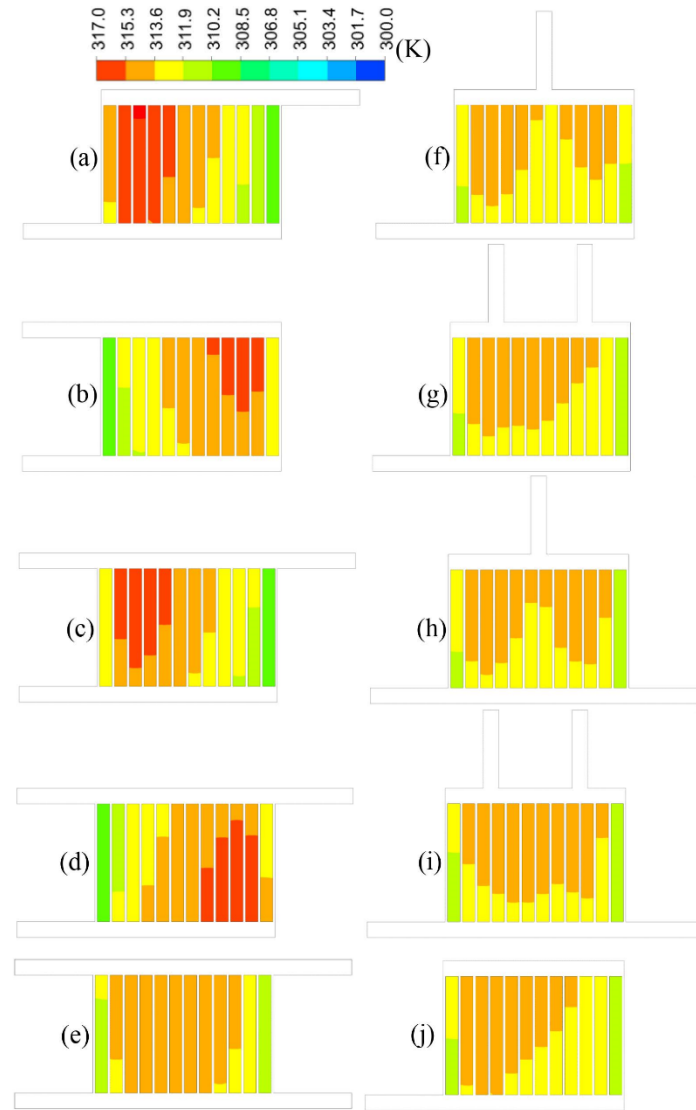 317.0
315.3
313.6
311.9
310.2
308.5
306.8
305.1
303.4
301.7
300.0
(K)
(a)
(f)
(b)
(g)
(c)
(h)
(d)
(i)
(e)
(j)